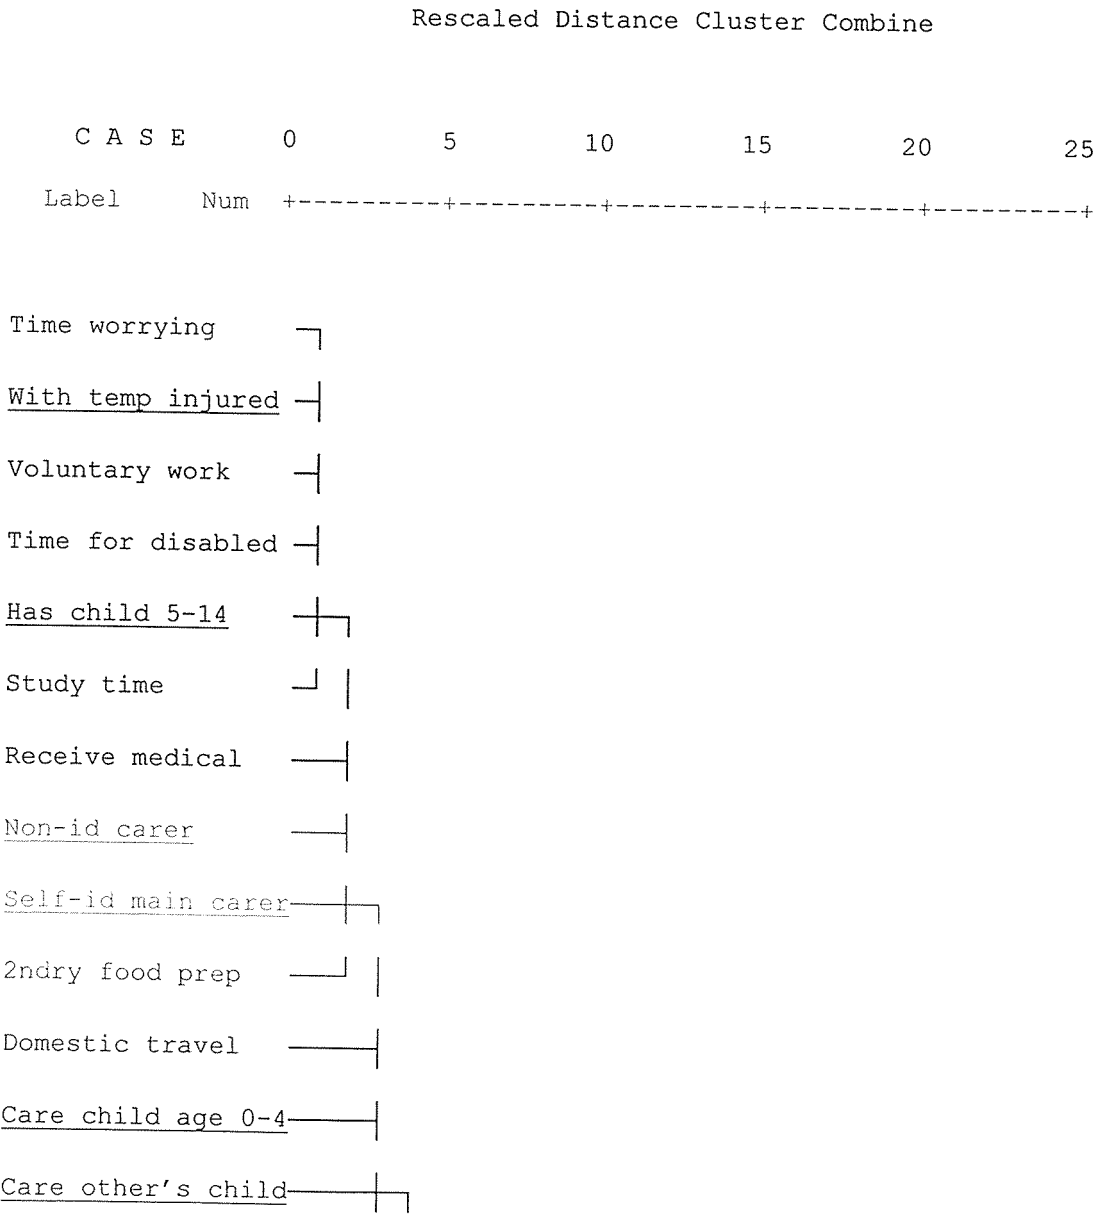 Rescaled Distance Cluster Combine
C A S E 0 5 10 15 20 25
Label Num +---------+---------+---------+---------+---------+
Time worrying
With temp injured
Voluntary work
Time for disabled
Has child 5-14
Study time
Receive medical
Non-id carer
Self-id main carer
2ndry food prep
Domestic travel
Care child age 0-4
Care other's child